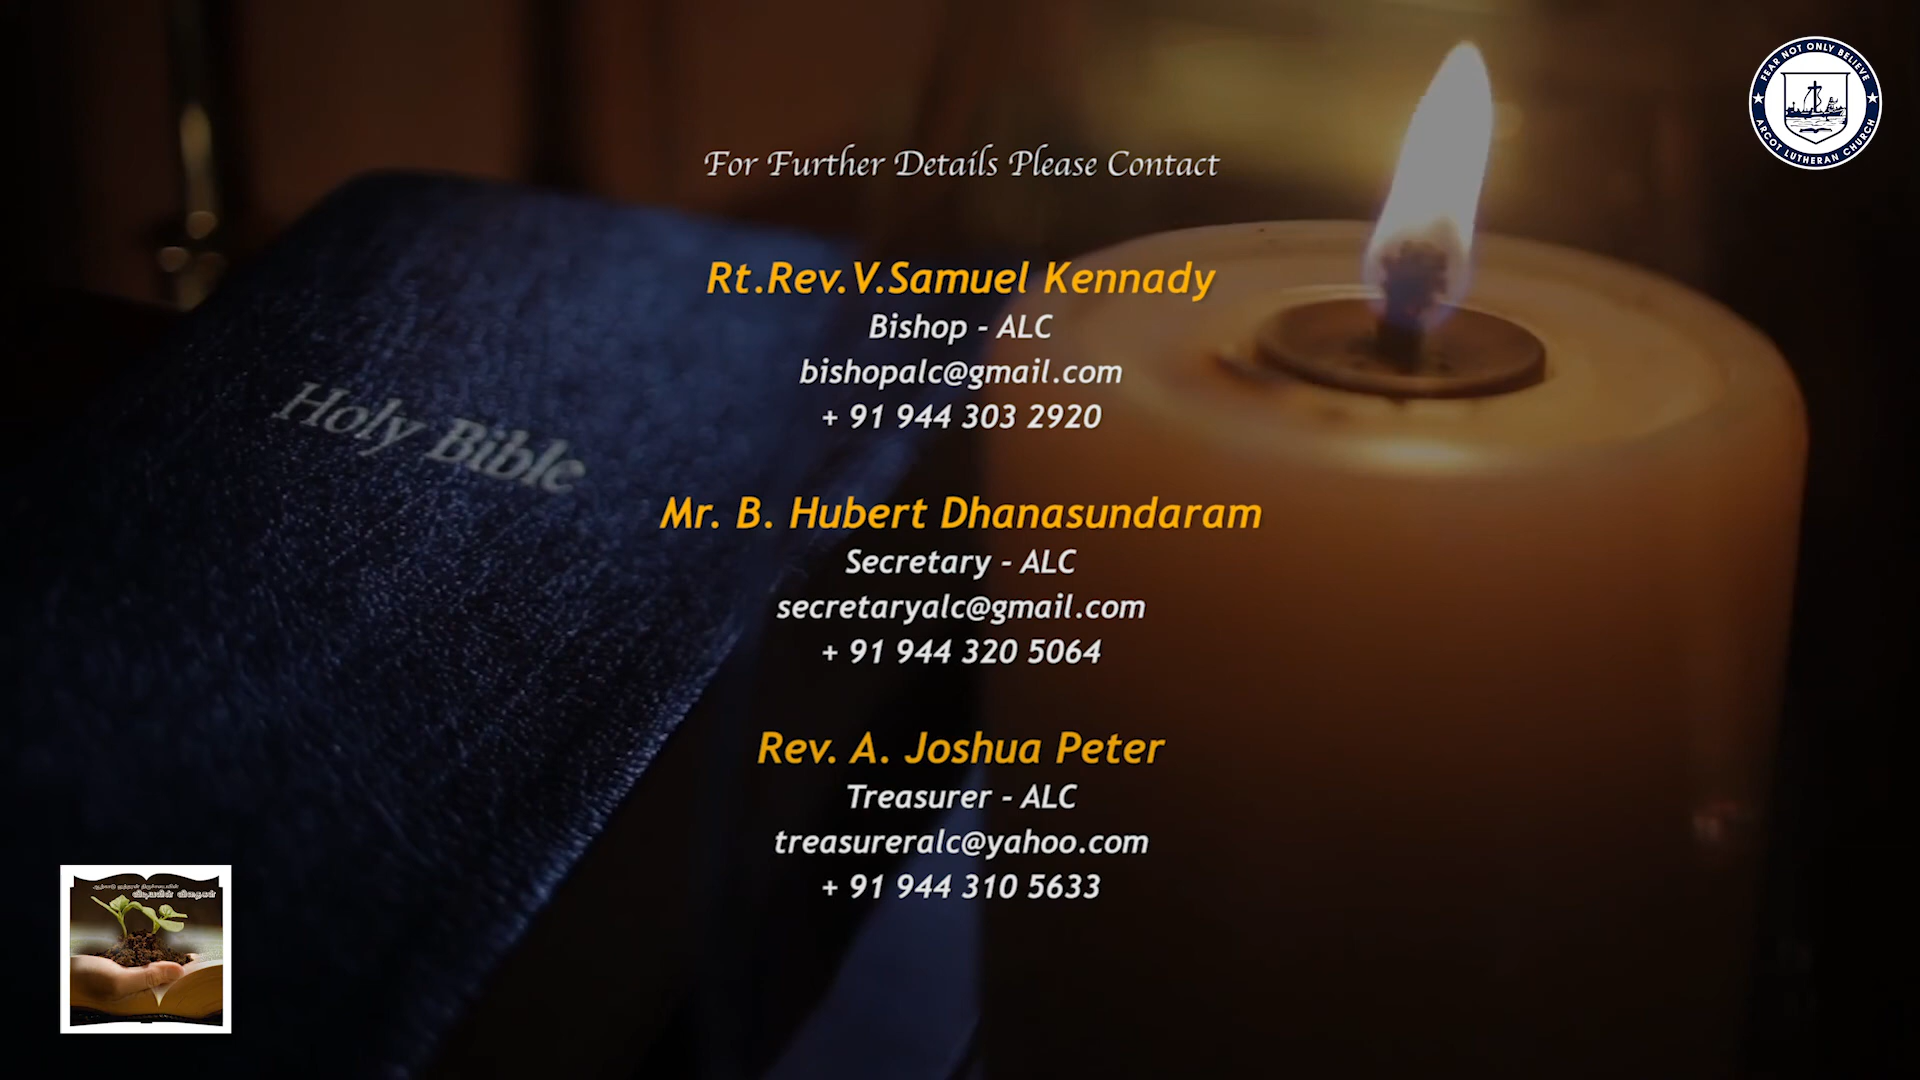 FEAR NOT ONLY BELIEVE
ARCOT LUTHERAN CHURCH
For Further Details Please Contact
Rt.Rev.V.Samuel Kennady
Bishop - ALC
bishopalc@gmail.com
+ 91 944 303 2920
Holy Bible
Mr. B. Hubert Dhanasundaram
Secretary - ALC
secretaryalc@gmail.com
+ 91 944 320 5064
Rev. A. Joshua Peter
Treasurer - ALC
treasureralc@yahoo.com
+ 91 944 310 5633